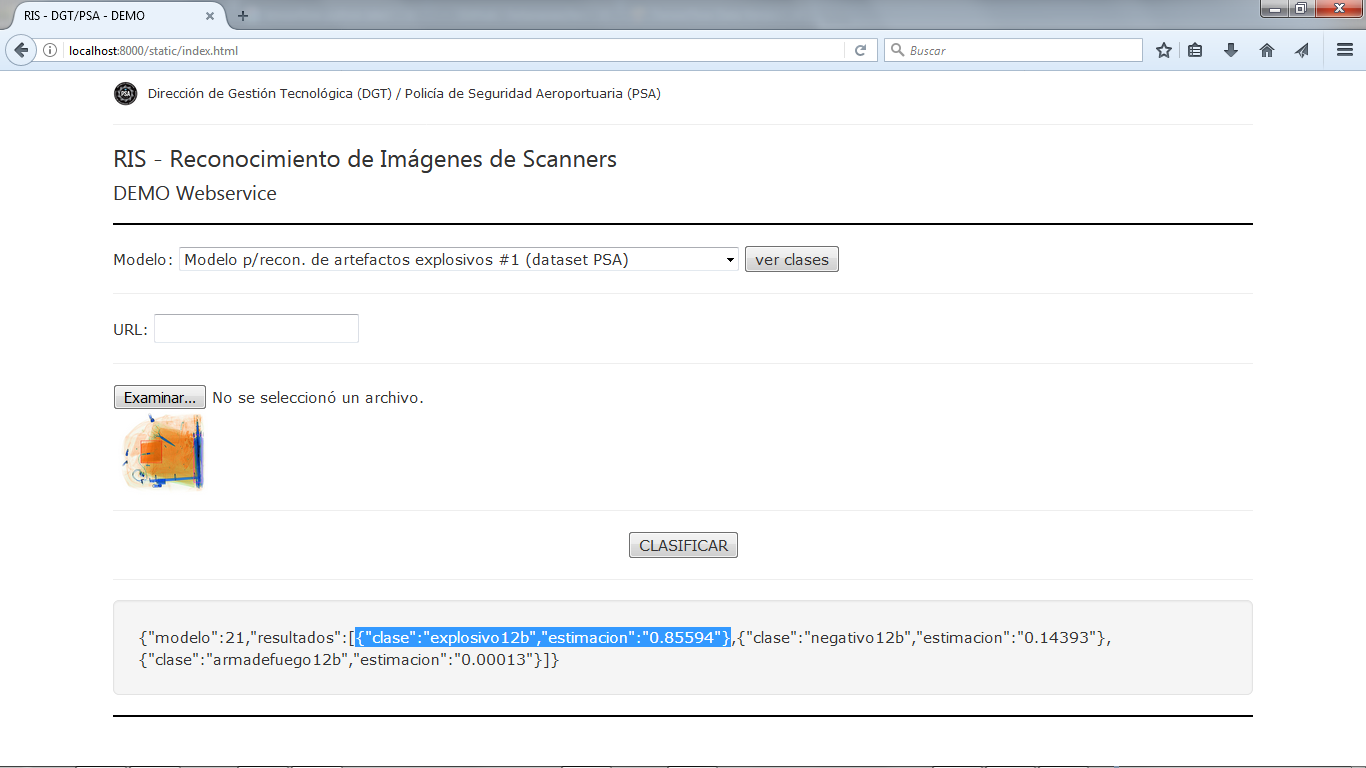 RIS - DGT/PSA - DEMO
localhost:8000/static/index.html
Buscar
PSA
Dirección de Gestión Tecnológica (DGT) / Policía de Seguridad Aeroportuaria (PSA)
RIS - Reconocimiento de Imágenes de Scanners
DEMO Webservice
Modelo: Modelo p/recon. de artefactos explosivos #1 (dataset PSA) ver clases
URL:
Examinar... No se seleccionó un archivo.
CLASIFICAR
{"modelo":21,"resultados":[{"clase":"explosivo12b","estimacion":"0.85594"},{"clase":"negativo12b","estimacion":"0.14393"},
{"clase":"armadefuego12b","estimacion":"0.00013"}]}